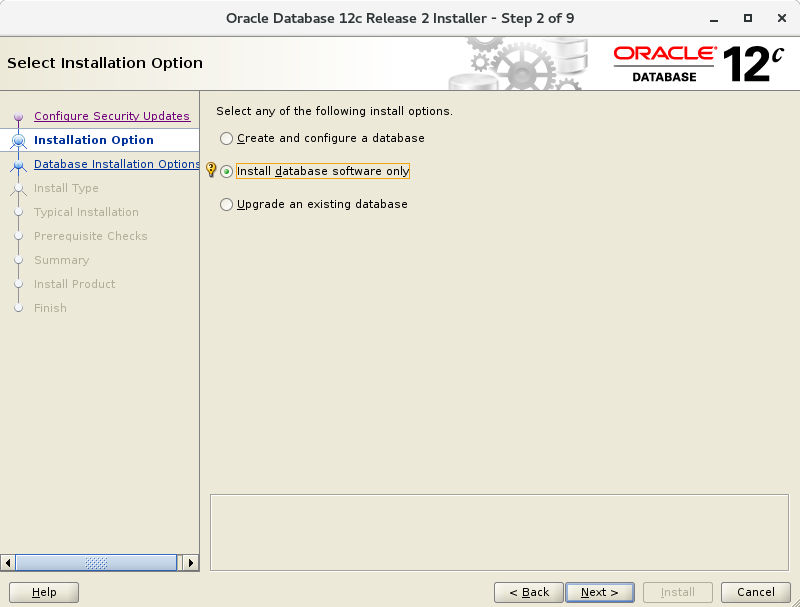 Oracle Database 12c Release 2 Installer - Step 2 of 9
Select Installation Option
ORACLE
DATABASE
12c
Configure Security Updates
Installation Option
Database Installation Options
Install Type
Typical Installation
Prerequisite Checks
Summary
Install Product
Finish
Select any of the following install options.
Create and configure a database
Install database software only
Upgrade an existing database
Help
< Back
Next >
Install
Cancel